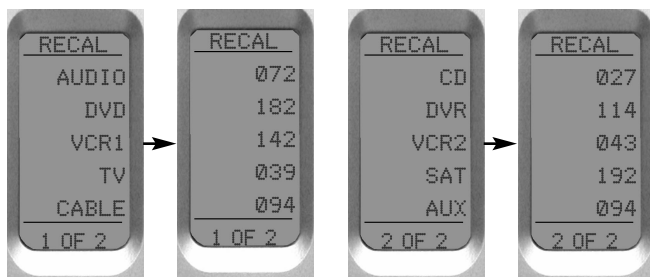 RECAL
AUDIO
DVD
VCR1
TV
CABLE
1 OF 2
RECAL
072
182
142
039
094
1 OF 2
RECAL
CD
DVR
VCR2
SAT
AUX
2 OF 2
RECAL
027
114
043
192
094
2 OF 2